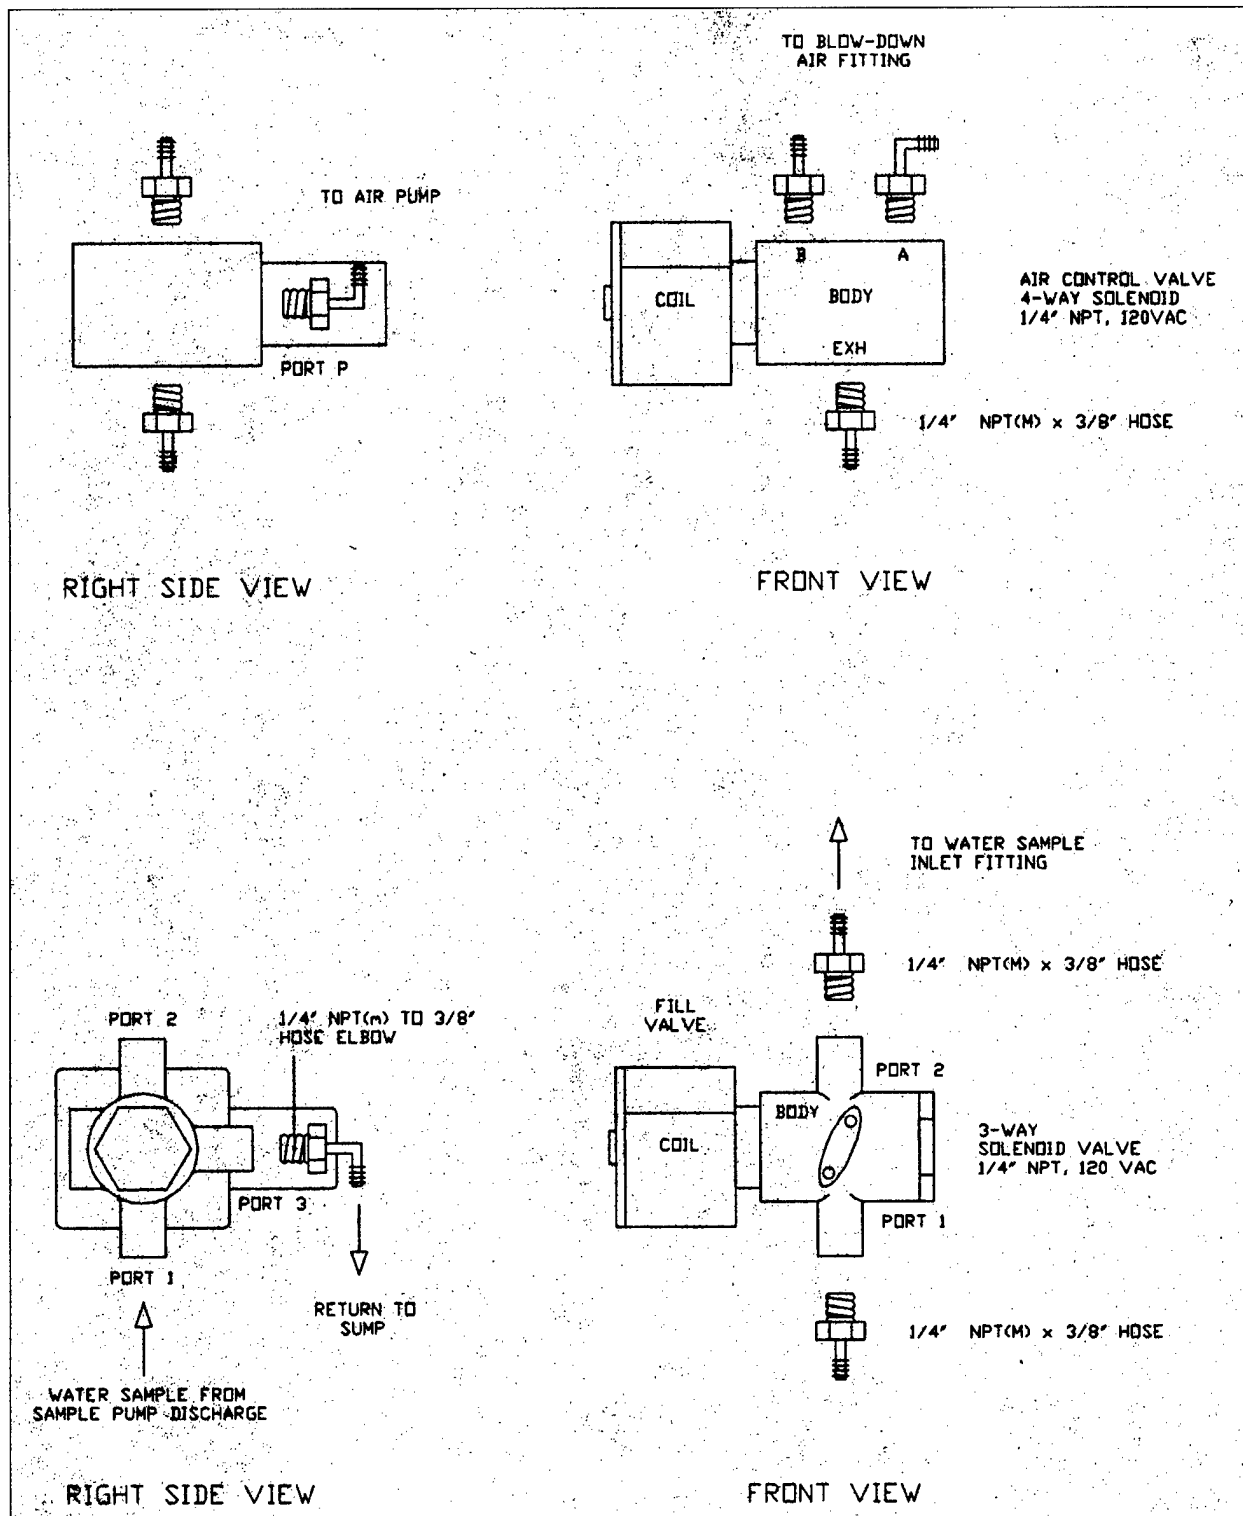 TO BLOW-DOWN
AIR FITTING
TO AIR PUMP
PORT P
B
A
COIL
BODY
EXH
AIR CONTROL VALVE
4-WAY SOLENOID
1/4" NPT, 120VAC
1/4" NPT(M) x 3/8" HOSE
RIGHT SIDE VIEW
FRONT VIEW
TO WATER SAMPLE
INLET FITTING
1/4" NPT(M) x 3/8" HOSE
PORT 2
1/4" NPT(m) TO 3/8"
HOSE ELBOW
PORT 3
PORT 1
RETURN TO
SUMP
WATER SAMPLE FROM
SAMPLE PUMP DISCHARGE
FILL
VALVE
PORT 2
BODY
COIL
3-WAY
SOLENOID VALVE
1/4" NPT, 120 VAC
PORT 1
1/4" NPT(M) x 3/8" HOSE
RIGHT SIDE VIEW
FRONT VIEW